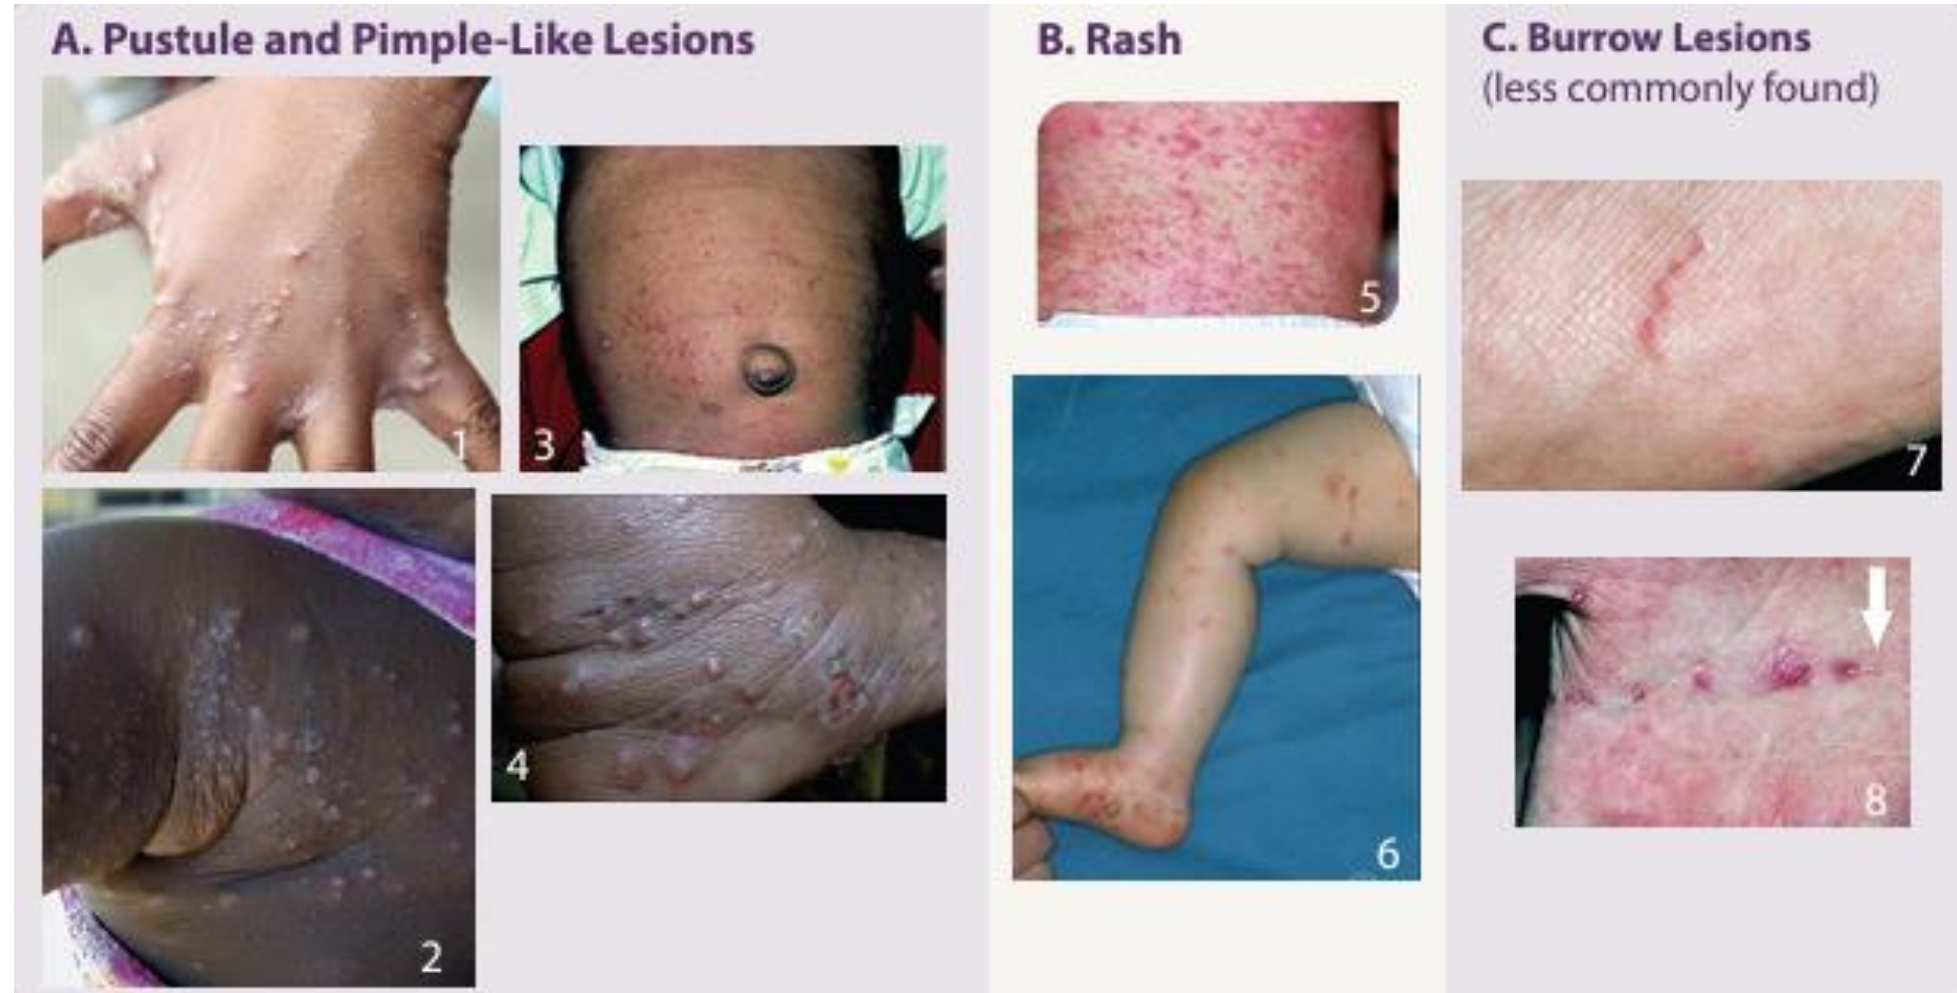 A. Pustule and Pimple-Like Lesions
1
3
2
4
B. Rash
5
6
C. Burrow Lesions
(less commonly found)
7
8